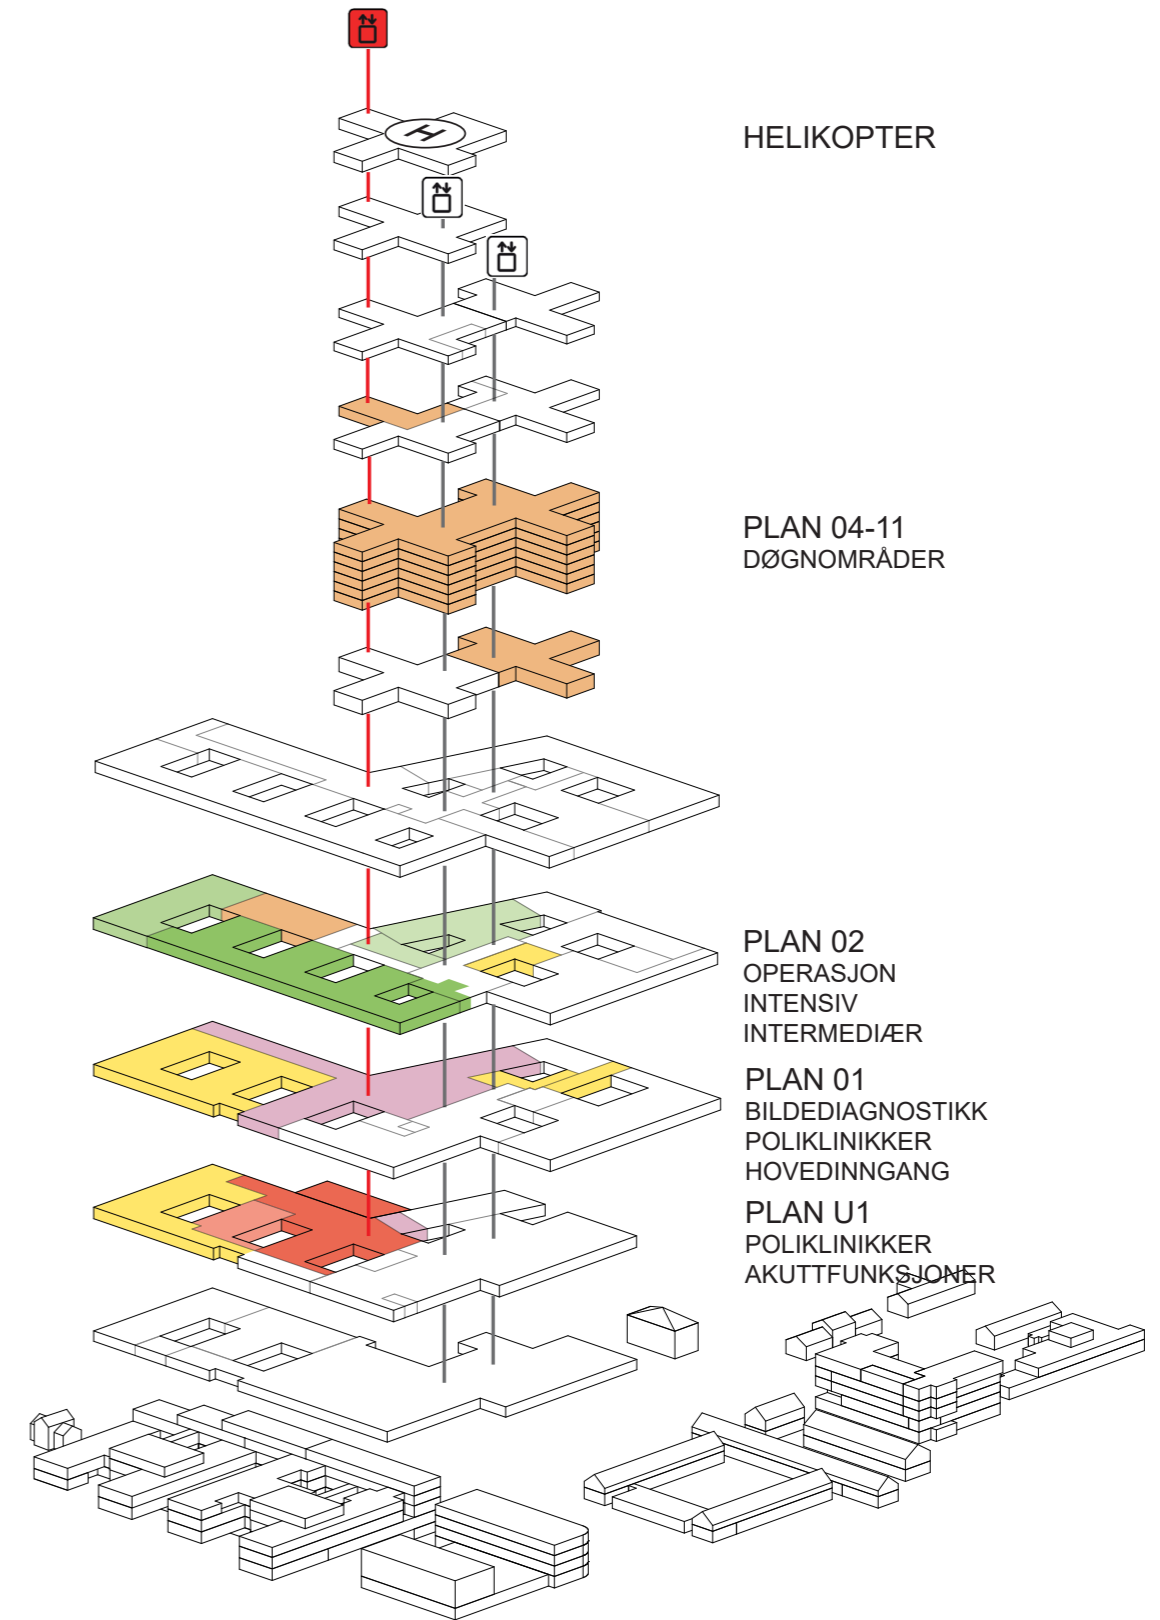 H
HELIKOPTER
PLAN 04-11
DØGNOMRÅDER
PLAN 02
OPERASJON
INTENSIV
INTERMEDIÆR
PLAN 01
BILDEDIAGNOSTIKK
POLIKLINIKKER
HOVEDINNGANG
PLAN U1
POLIKLINIKKER
AKUTTFUNKSJONER